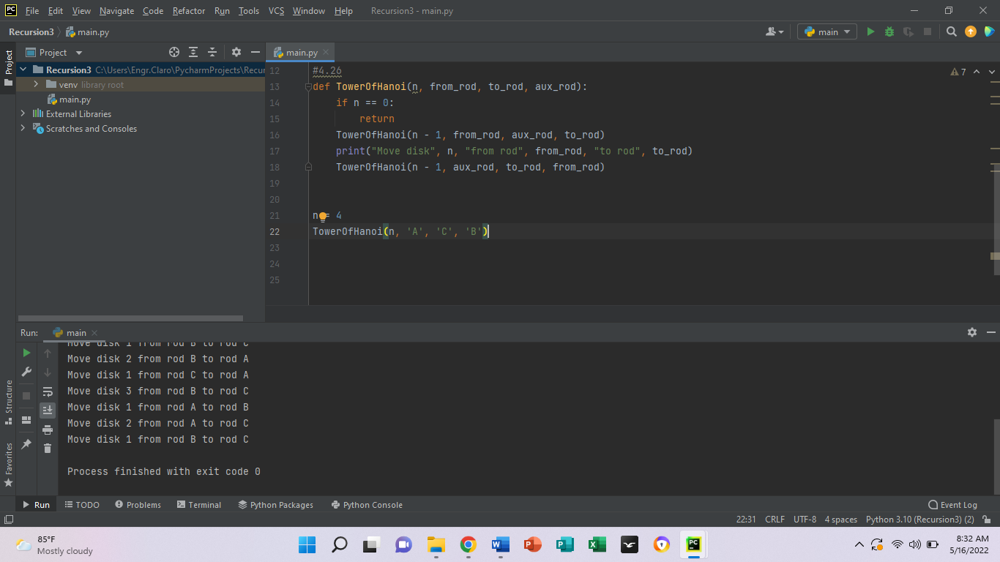 PC File Edit View Navigate Code Refactor Run Tools VCS Window Help Recursion3 - main.py
Recursion3 main.py main
Project main.py
Project
Recursion3 C:\Users\Engr.Claro\PycharmProjects\Recur
venv library root
main.py
External Libraries
Scratches and Consoles
7
12 #4.26
13 def TowerOfHanoi(n, from_rod, to_rod, aux_rod):
14 if n == 0:
15 return
16 TowerOfHanoi(n - 1, from_rod, aux_rod, to_rod)
17 print("Move disk", n, "from rod", from_rod, "to rod", to_rod)
18 TowerOfHanoi(n - 1, aux_rod, to_rod, from_rod)
19
20
21 n = 4
22 TowerOfHanoi(n, 'A', 'C', 'B')
23
24
25
Run: main
Move disk 1 from rod B to rod C
Move disk 2 from rod B to rod A
Move disk 1 from rod C to rod A
Move disk 3 from rod B to rod C
Move disk 1 from rod A to rod B
Move disk 2 from rod A to rod C
Move disk 1 from rod B to rod C
Process finished with exit code 0
Structure
Favorites
Run TODO Problems Terminal Python Packages Python Console Event Log
22:31 CRLF UTF-8 4 spaces Python 3.10 (Recursion3) (2)
85°F
Mostly cloudy
W P P X PC
8:32 AM
5/16/2022